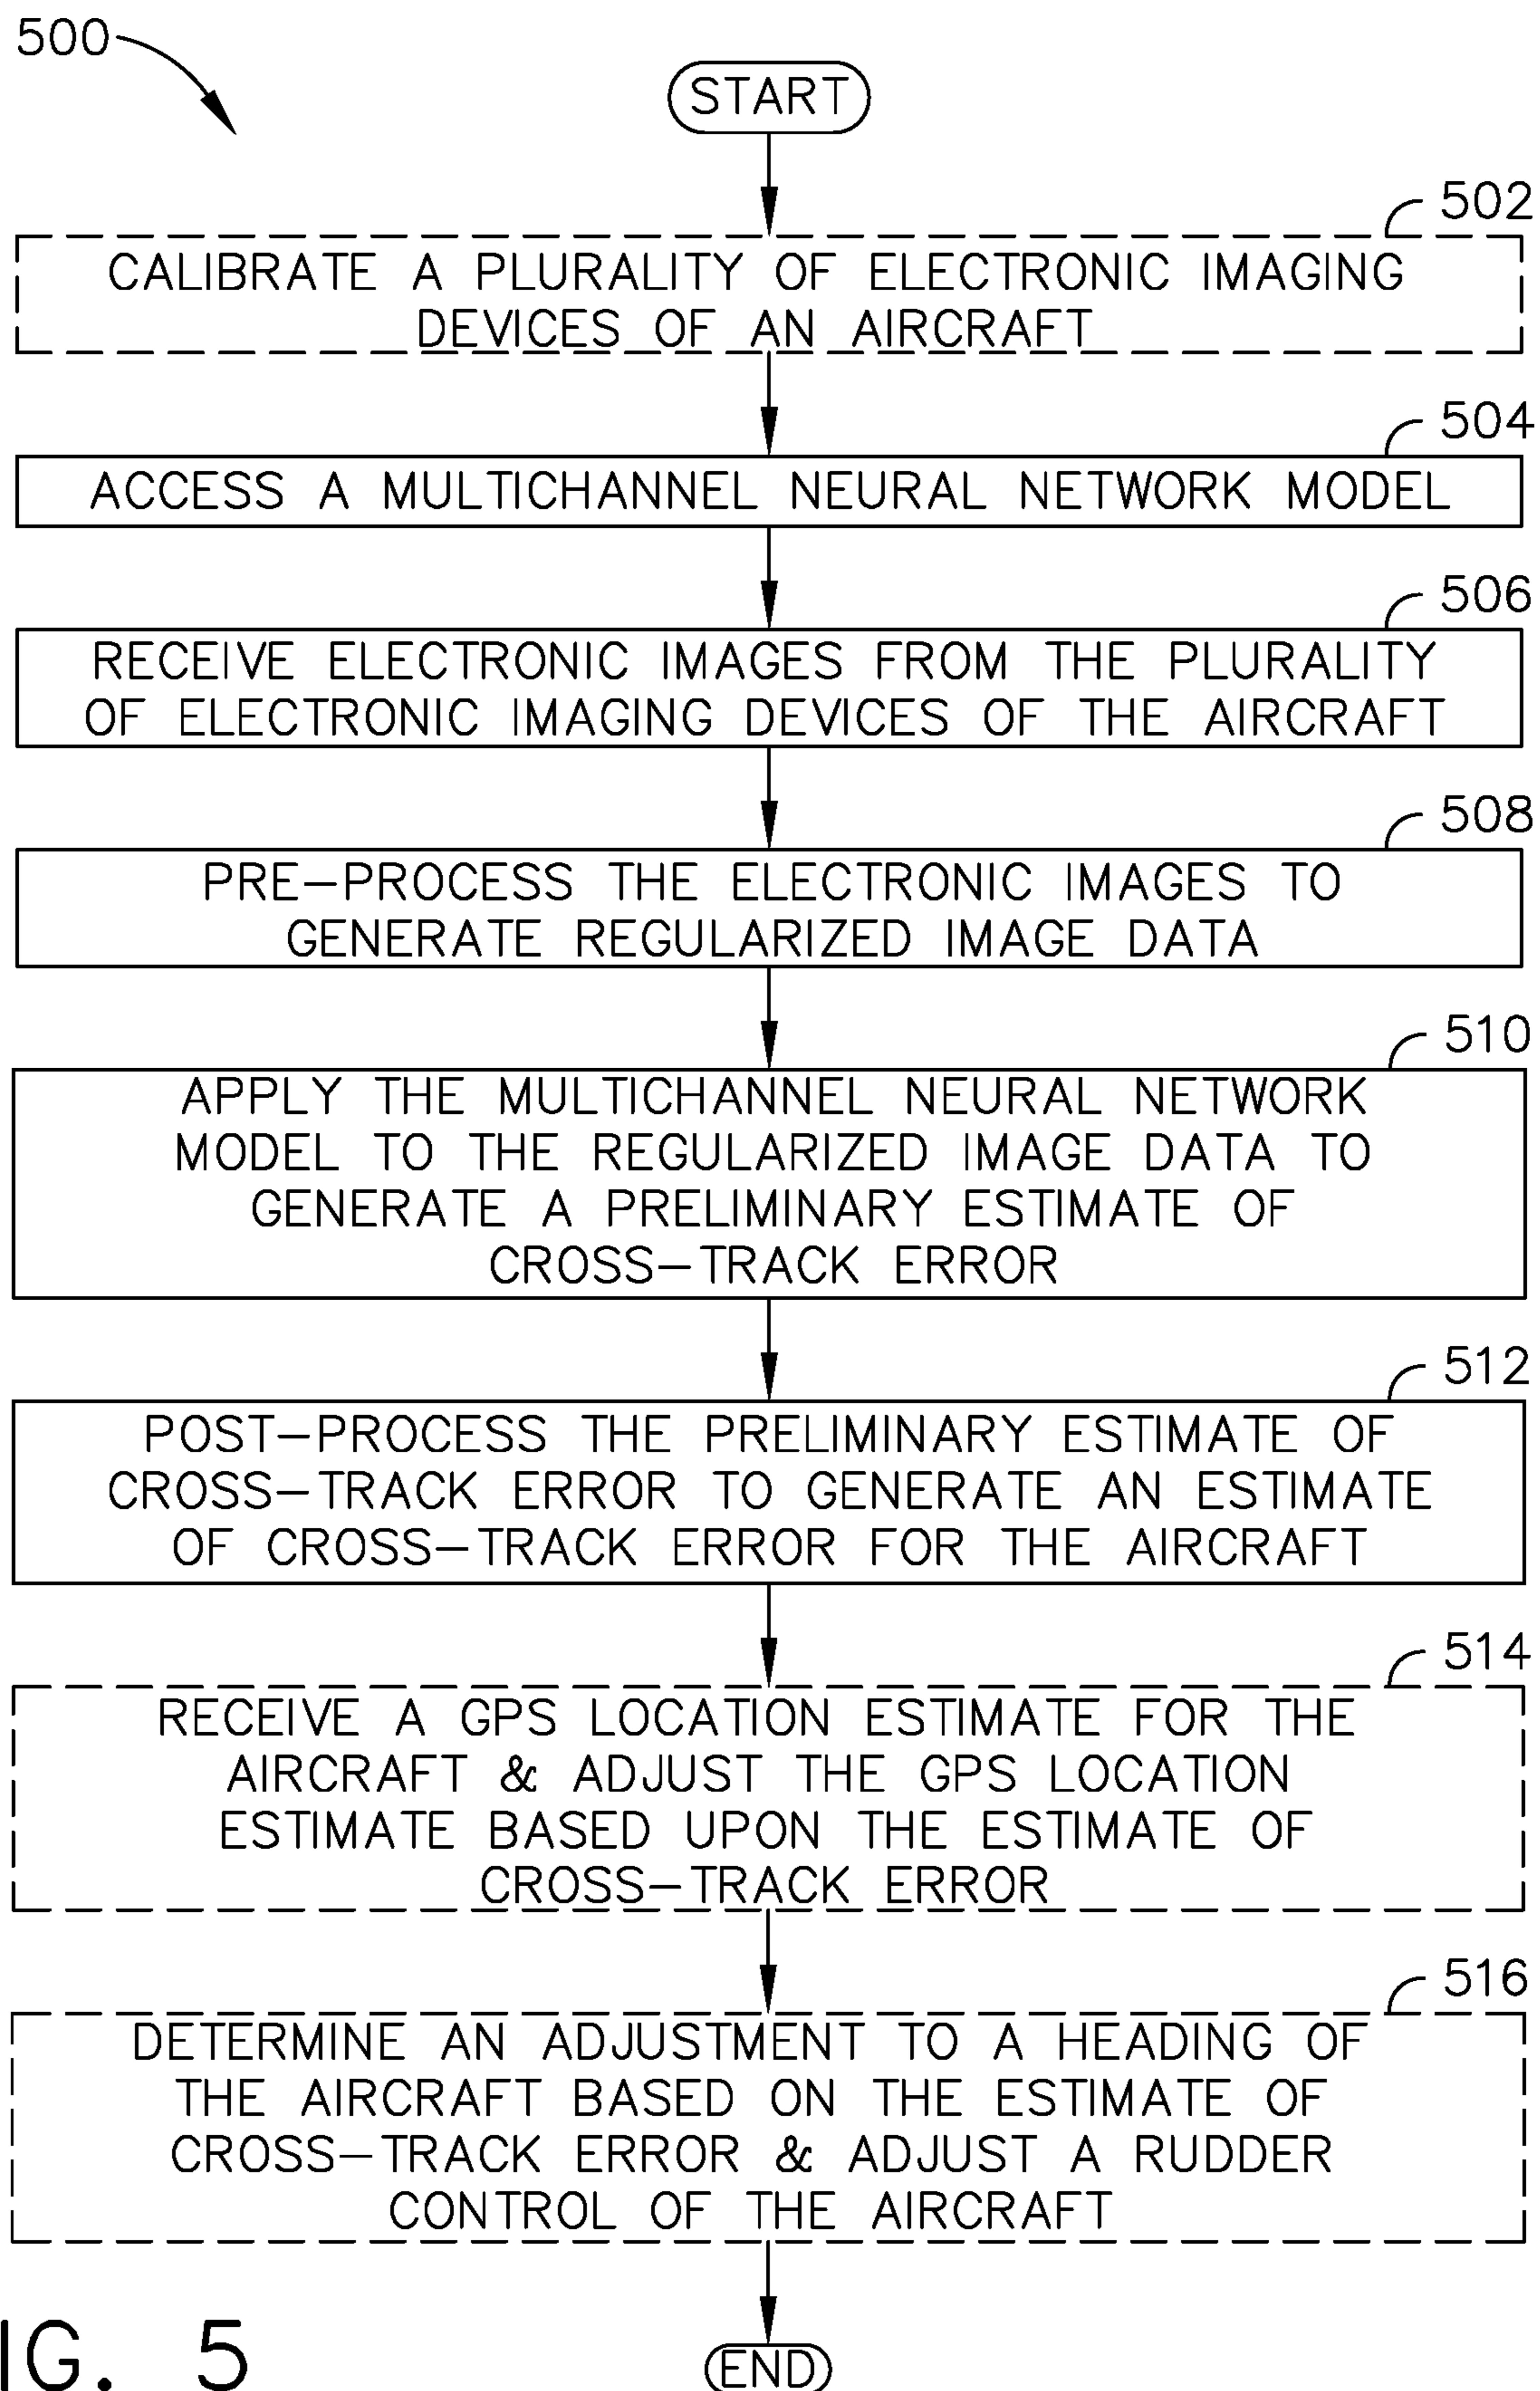 500
START
502
CALIBRATE A PLURALITY OF ELECTRONIC IMAGING
DEVICES OF AN AIRCRAFT
504
ACCESS A MULTICHANNEL NEURAL NETWORK MODEL
506
RECEIVE ELECTRONIC IMAGES FROM THE PLURALITY
OF ELECTRONIC IMAGING DEVICES OF THE AIRCRAFT
508
PRE-PROCESS THE ELECTRONIC IMAGES TO
GENERATE REGULARIZED IMAGE DATA
510
APPLY THE MULTICHANNEL NEURAL NETWORK
MODEL TO THE REGULARIZED IMAGE DATA TO
GENERATE A PRELIMINARY ESTIMATE OF
CROSS-TRACK ERROR
512
POST-PROCESS THE PRELIMINARY ESTIMATE OF
CROSS-TRACK ERROR TO GENERATE AN ESTIMATE
OF CROSS-TRACK ERROR FOR THE AIRCRAFT
514
RECEIVE A GPS LOCATION ESTIMATE FOR THE
AIRCRAFT & ADJUST THE GPS LOCATION
ESTIMATE BASED UPON THE ESTIMATE OF
CROSS-TRACK ERROR
516
DETERMINE AN ADJUSTMENT TO A HEADING OF
THE AIRCRAFT BASED ON THE ESTIMATE OF
CROSS-TRACK ERROR & ADJUST A RUDDER
CONTROL OF THE AIRCRAFT
END
IG. 5